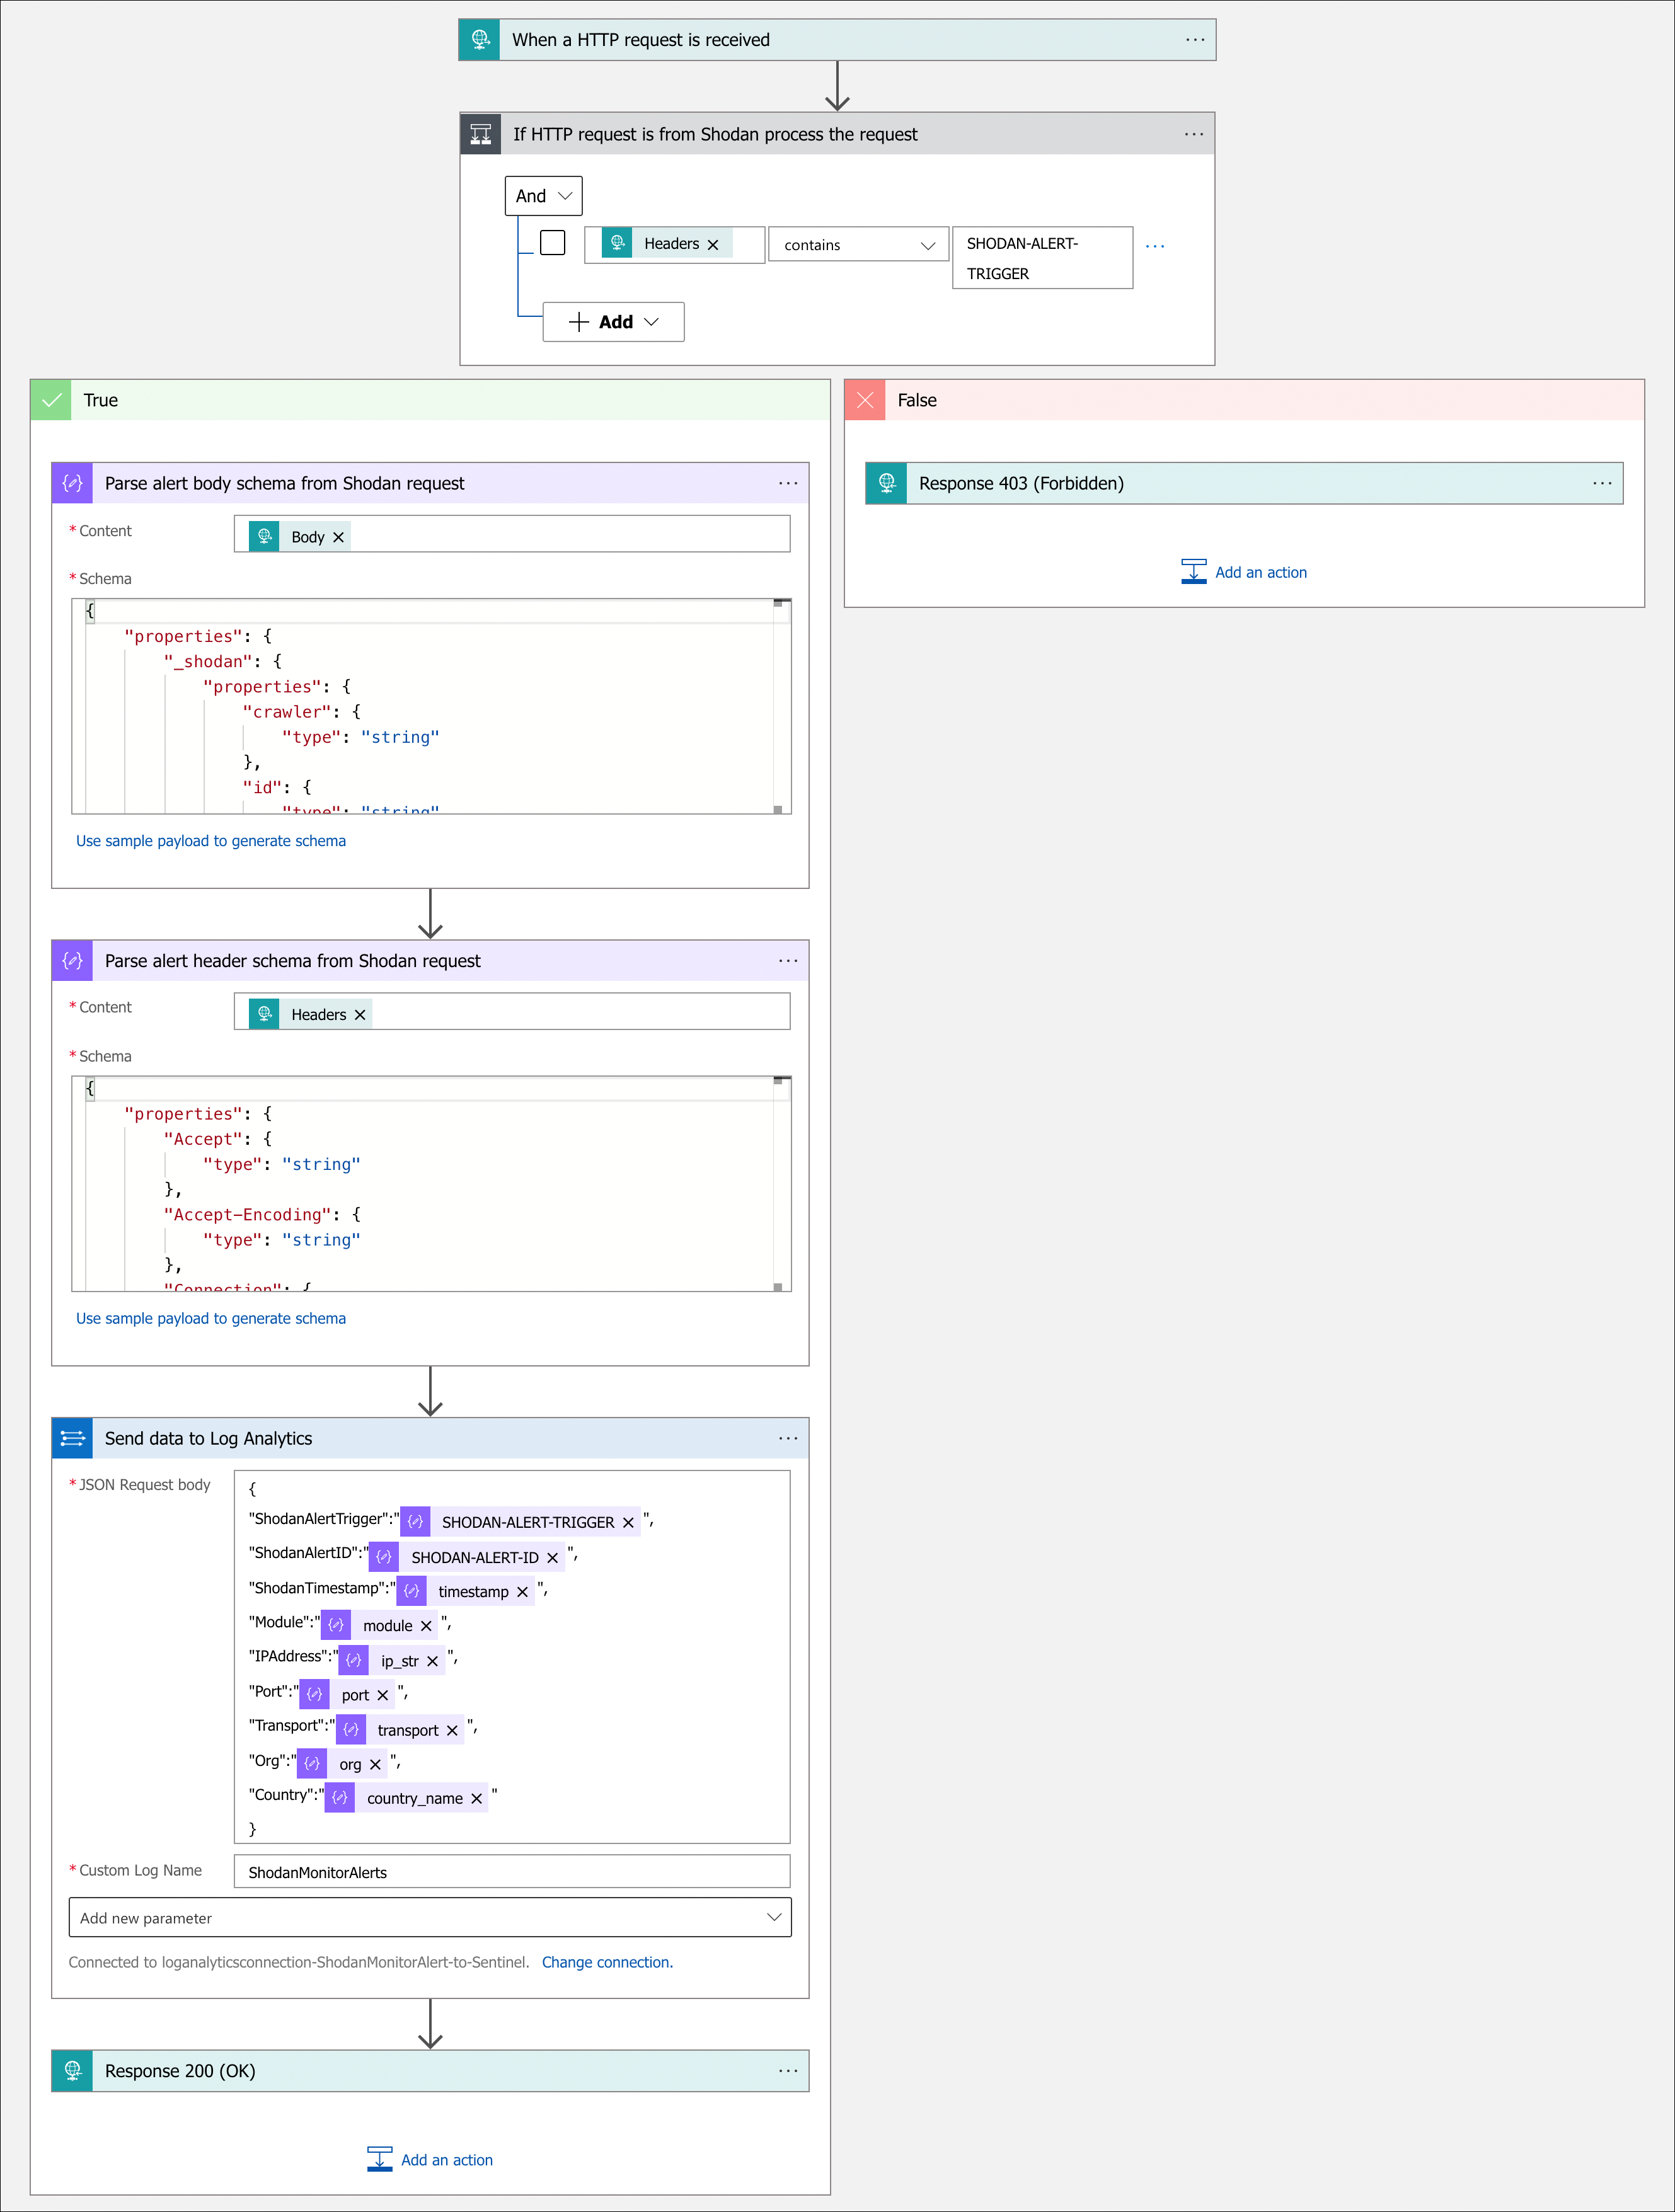 When a HTTP request is received
If HTTP request is from Shodan process the request
And
Headers contains SHODAN-ALERT-
TRIGGER
+ Add
True
Parse alert body schema from Shodan request
*Content Body
*Schema
{
"properties": {
"_shodan": {
"properties": {
"crawler": {
"type": "string"
},
"id": {
"type": "string"
Use sample payload to generate schema
Parse alert header schema from Shodan request
*Content Headers
*Schema
{
"properties": {
"Accept": {
"type": "string"
},
"Accept-Encoding": {
"type": "string"
},
"Connection": {
Use sample payload to generate schema
Send data to Log Analytics
*JSON Request body
{
"ShodanAlertTrigger":" SHODAN-ALERT-TRIGGER ",
"ShodanAlertID":" SHODAN-ALERT-ID ",
"ShodanTimestamp":" timestamp ",
"Module":" module ",
"IPAddress":" ip_str ",
"Port":" port ",
"Transport":" transport ",
"Org":" org ",
"Country":" country_name "
}
*Custom Log Name ShodanMonitorAlerts
Add new parameter
Connected to loganalyticsconnection-ShodanMonitorAlert-to-Sentinel. Change connection.
Response 200 (OK)
Add an action
False
Response 403 (Forbidden)
Add an action